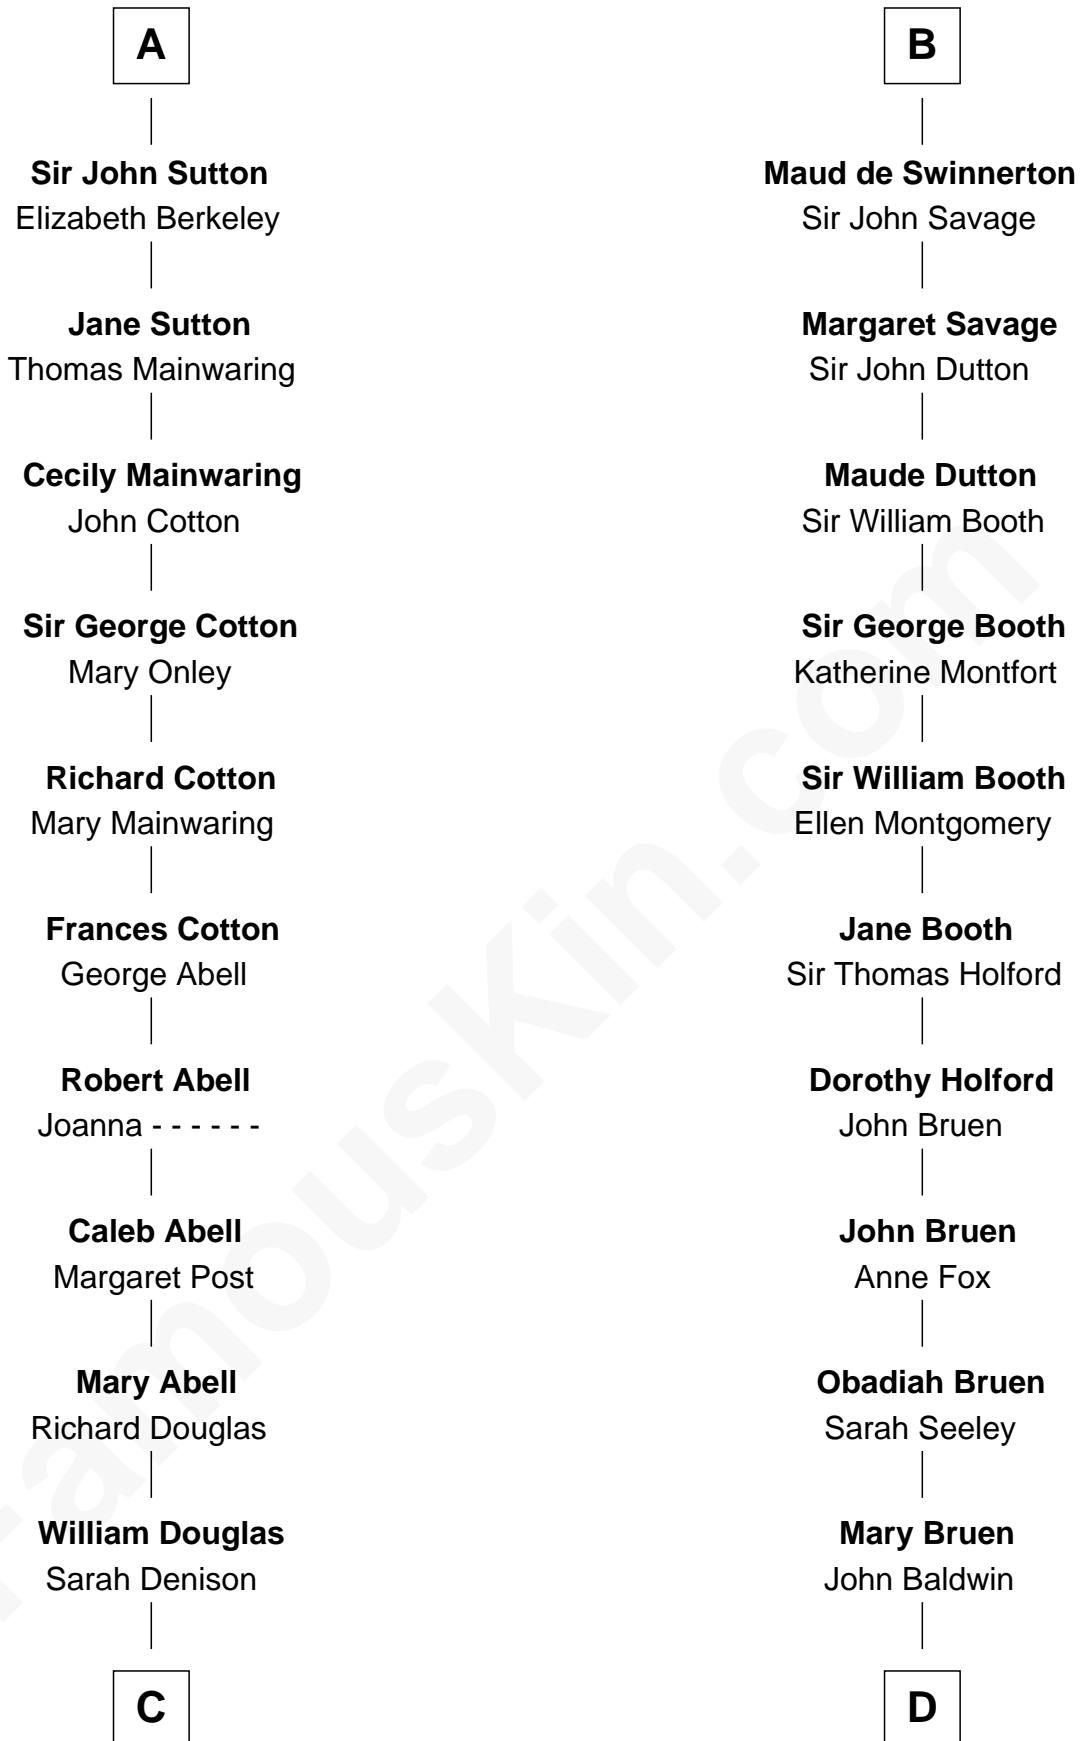 A
Sir John Sutton
Elizabeth Berkeley
Jane Sutton
Thomas Mainwaring
Cecily Mainwaring
John Cotton
Sir George Cotton
Mary Onley
Richard Cotton
Mary Mainwaring
Frances Cotton
George Abell
Robert Abell
Joanna - - - - - -
Caleb Abell
Margaret Post
Mary Abell
Richard Douglas
William Douglas
Sarah Denison
C
B
Maud de Swinnerton
Sir John Savage
Margaret Savage
Sir John Dutton
Maude Dutton
Sir William Booth
Sir George Booth
Katherine Montfort
Sir William Booth
Ellen Montgomery
Jane Booth
Sir Thomas Holford
Dorothy Holford
John Bruen
John Bruen
Anne Fox
Obadiah Bruen
Sarah Seeley
Mary Bruen
John Baldwin
D
FamousKin.com